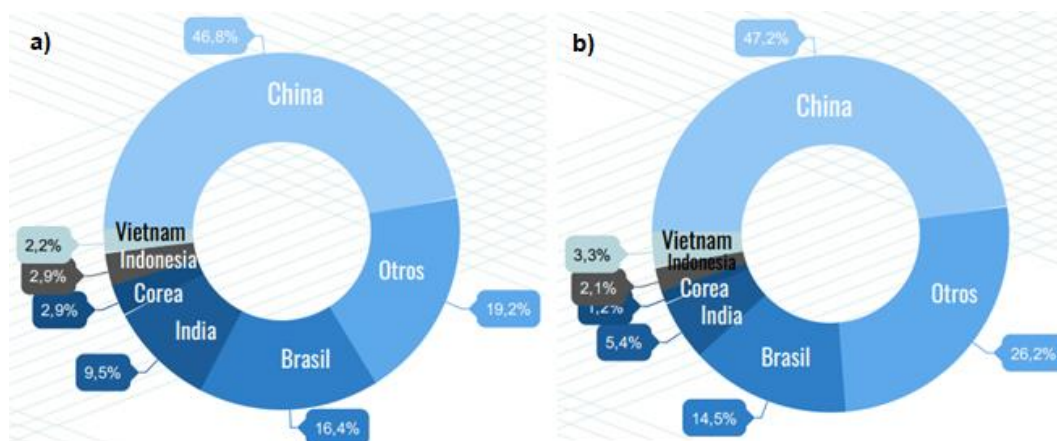 a)
46,8%
China
Vietnam
2,2%
Indonesia
2,9%
Corea
2,9%
India
9,5%
Brasil
16,4%
Otros
19,2%
b)
47,2%
China
Vietnam
3,3%
Indonesia
2,1%
Corea
1,2%
India
5,4%
Brasil
14,5%
Otros
26,2%